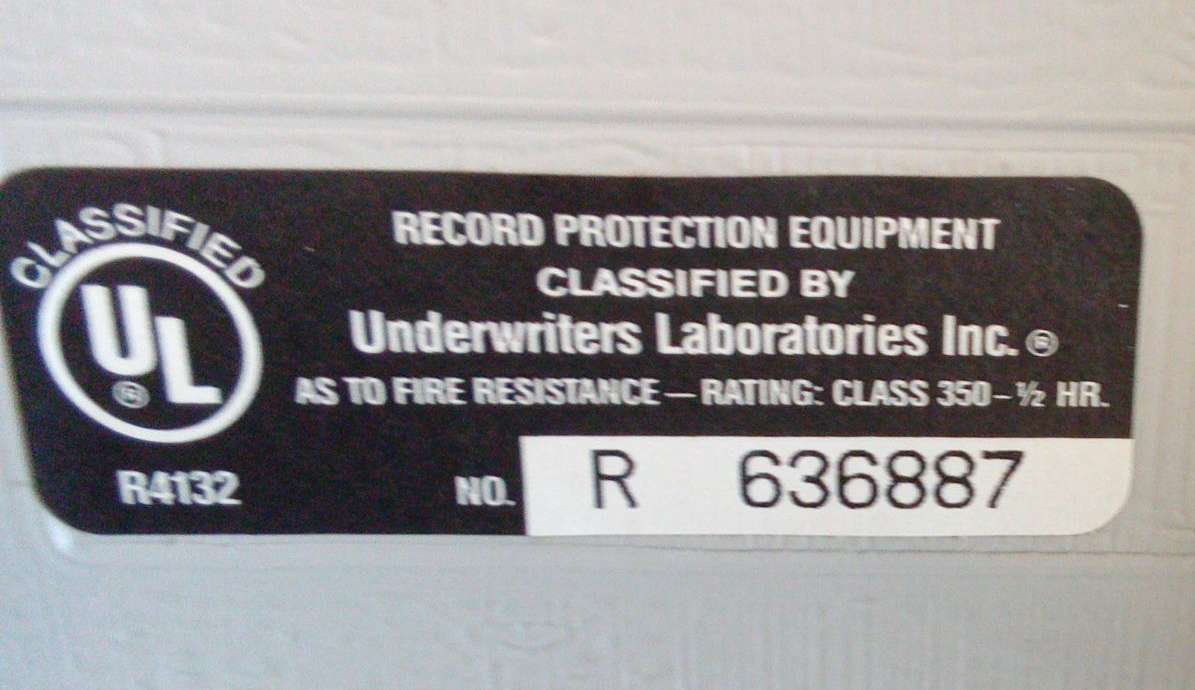 CLASSIFIED
UL®
R4132
RECORD PROTECTION EQUIPMENT
CLASSIFIED BY
Underwriters Laboratories Inc.®
AS TO FIRE RESISTANCE — RATING: CLASS 350-½ HR.
NO. R 636887